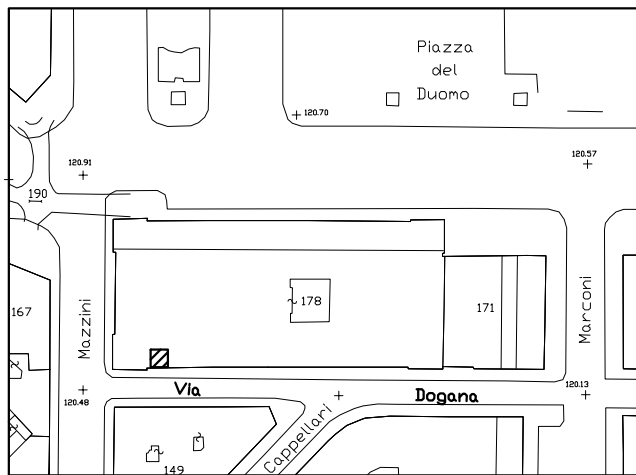 Piazza
del
Duomo
120.70
120.91
120.57
190
167
Mazzini
178
171
Marconi
120.48
Via
Dogana
120.13
Cappellari
149